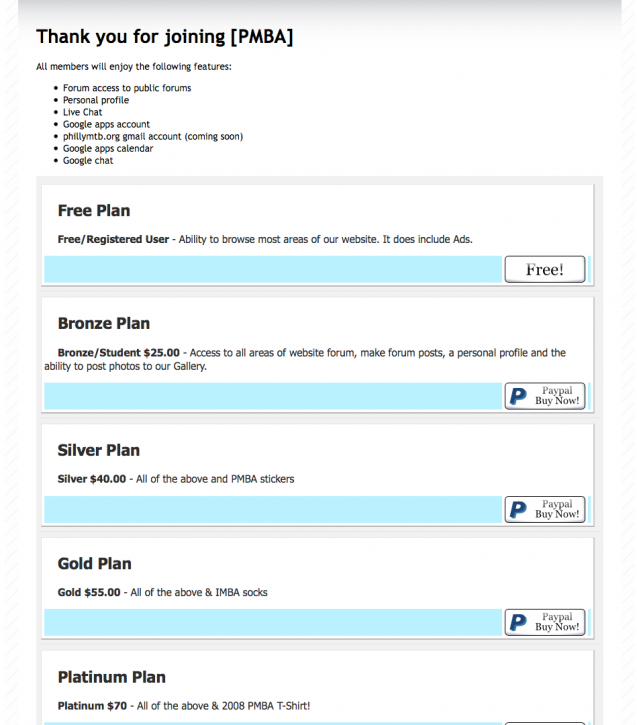 Thank you for joining [PMBA]
All members will enjoy the following features:
Forum access to public forums
Personal profile
Live Chat
Google apps account
phillymtb.org gmail account (coming soon)
Google apps calendar
Google chat
Free Plan
Free/Registered User - Ability to browse most areas of our website. It does include Ads.
Free!
Bronze Plan
Bronze/Student $25.00 - Access to all areas of website forum, make forum posts, a personal profile and the
ability to post photos to our Gallery.
Paypal
Buy Now!
Silver Plan
Silver $40.00 - All of the above and PMBA stickers
Paypal
Buy Now!
Gold Plan
Gold $55.00 - All of the above & IMBA socks
Paypal
Buy Now!
Platinum Plan
Platinum $70 - All of the above & 2008 PMBA T-Shirt!